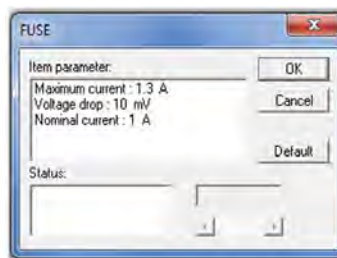 FUSE
Item parameter:
OK
Maximum current : 1.3 A
Voltage drop : 10 mV
Nominal current : 1 A
Cancel
Default
Status: